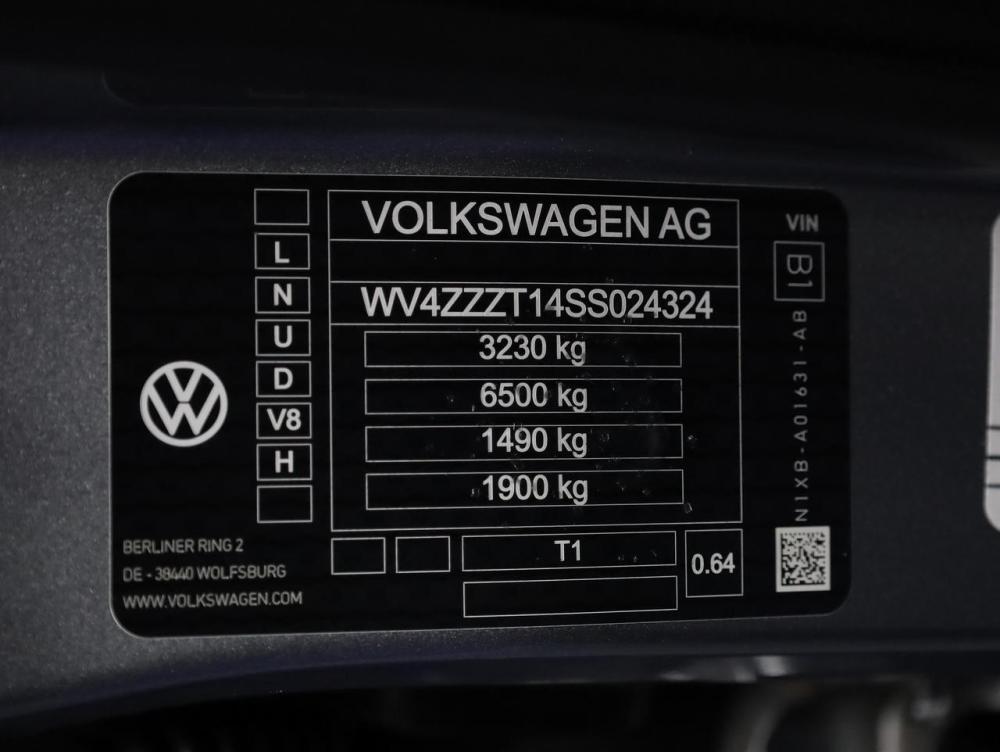 VOLKSWAGEN AG
WV4ZZZT14SS024324
3230 kg
6500 kg
1490 kg
1900 kg
T1
0.64
L
N
U
D
V8
H
BERLINER RING 2
DE - 38440 WOLFSBURG
WWW.VOLKSWAGEN.COM
VIN
B1
N1XB-A01631-AB